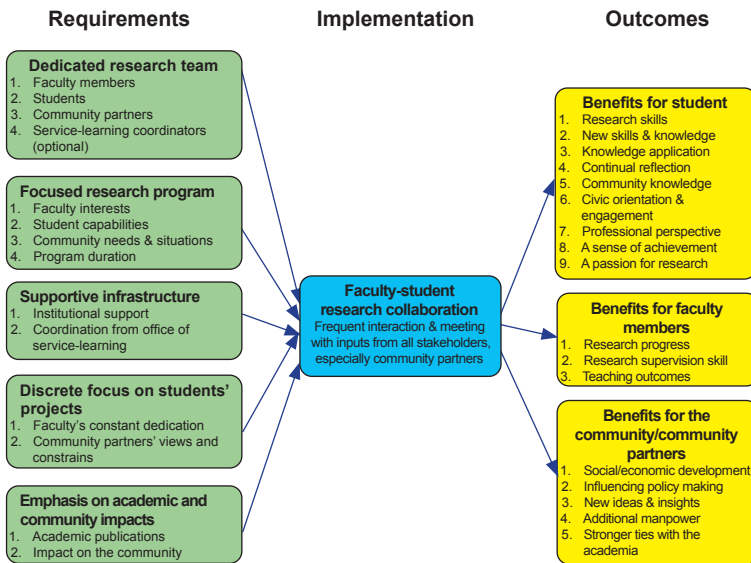 Requirements
Implementation
Outcomes
Dedicated research team
1. Faculty members
2. Students
3. Community partners
4. Service-learning coordinators
(optional)
Focused research program
1. Faculty interests
2. Student capabilities
3. Community needs & situations
4. Program duration
Supportive infrastructure
1. Institutional support
2. Coordination from office of
service-learning
Discrete focus on students’
projects
1. Faculty’s constant dedication
2. Community partners’ views and
constrains
Emphasis on academic and
community impacts
1. Academic publications
2. Impact on the community
Faculty-student
research collaboration
Frequent interaction & meeting
with inputs from all stakeholders,
especially community partners
Benefits for student
1. Research skills
2. New skills & knowledge
3. Knowledge application
4. Continual reflection
5. Community knowledge
6. Civic orientation &
engagement
7. Professional perspective
8. A sense of achievement
9. A passion for research
Benefits for faculty
members
1. Research progress
2. Research supervision skill
3. Teaching outcomes
Benefits for the
community/community
partners
1. Social/economic development
2. Influencing policy making
3. New ideas & insights
4. Additional manpower
5. Stronger ties with the
academia